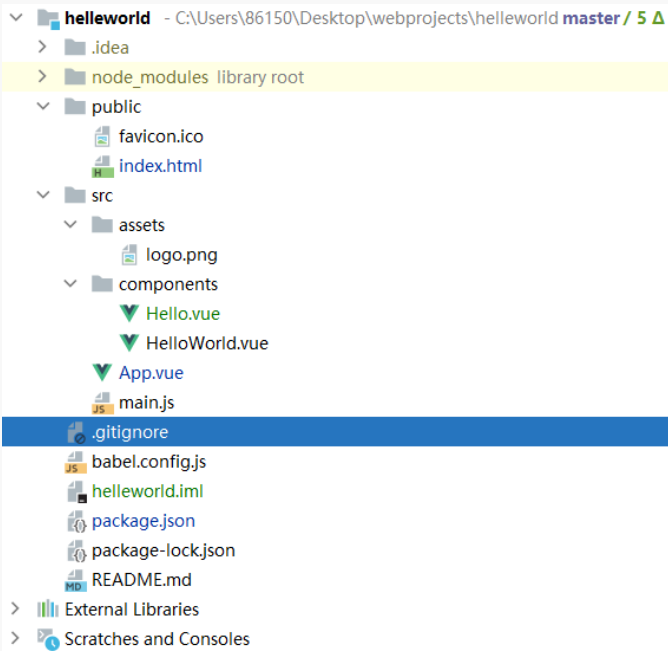 helleworld - C:\Users\86150\Desktop\webprojects\helleworld master / 5 Δ
.idea
node_modules library root
public
favicon.ico
index.html
src
assets
logo.png
components
Hello.vue
HelloWorld.vue
App.vue
main.js
.gitignore
babel.config.js
helleworld.iml
package.json
package-lock.json
README.md
External Libraries
Scratches and Consoles